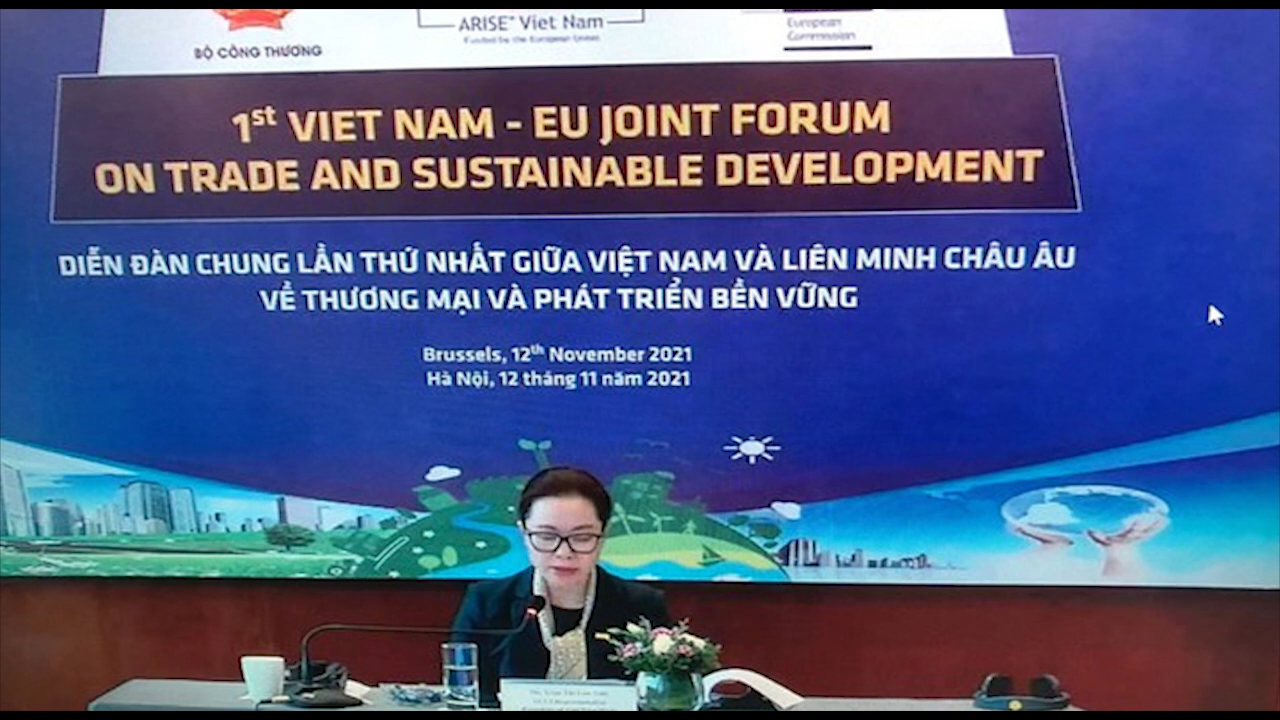 BỘ CÔNG THƯƠNG
ARISE⁺ Viet Nam
Funded by the European Union
European
Commission
1st VIET NAM - EU JOINT FORUM
ON TRADE AND SUSTAINABLE DEVELOPMENT
DIỄN ĐÀN CHUNG LẦN THỨ NHẤT GIỮA VIỆT NAM VÀ LIÊN MINH CHÂU ÂU
VỀ THƯƠNG MẠI VÀ PHÁT TRIỂN BỀN VỮNG
Brussels, 12th November 2021
Hà Nội, 12 tháng 11 năm 2021